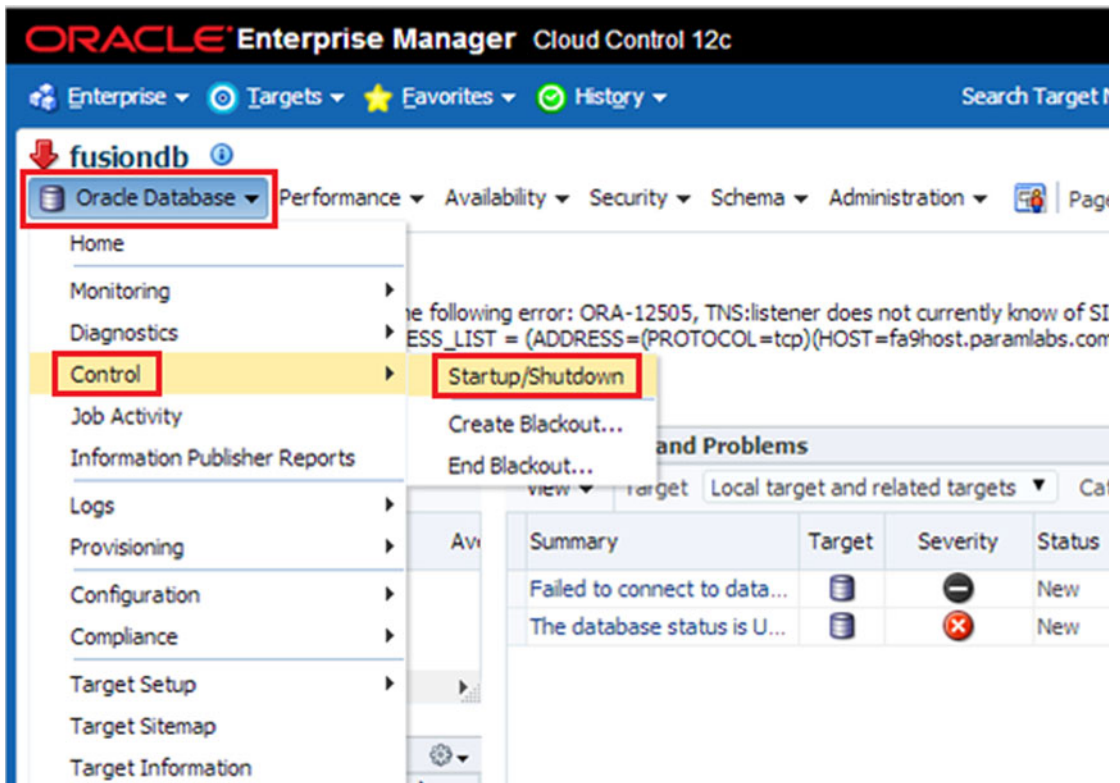 ORACLE Enterprise Manager Cloud Control 12c
Enterprise Targets Favorites History Search Target
fusiondb
Oracle Database Performance Availability Security Schema Administration Page
Home
Monitoring
following error: ORA-12505, TNS:listener does not currently know of
Diagnostics
ESS_LIST = (ADDRESS=(PROTOCOL=tcp)(HOST=fa9host.paramlabs.com
Control
Startup/Shutdown
Job Activity
Create Blackout...
Information Publisher Reports
End Blackout...
and Problems
Logs
View Target Local target and related targets
Provisioning
Summary Target Severity Status
Configuration
Failed to connect to data... New
Compliance
The database status is U... New
Target Setup
Target Sitemap
Target Information